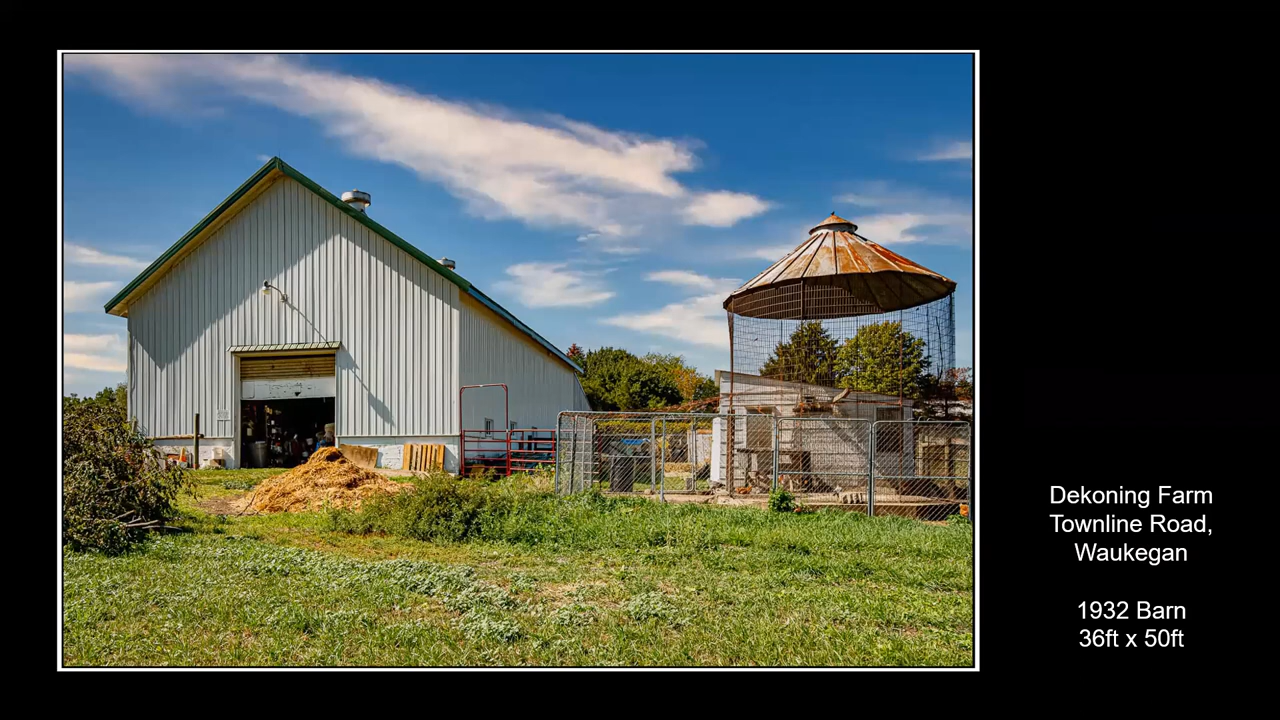 Dekoning Farm
Townline Road,
Waukegan
1932 Barn
36ft x 50ft